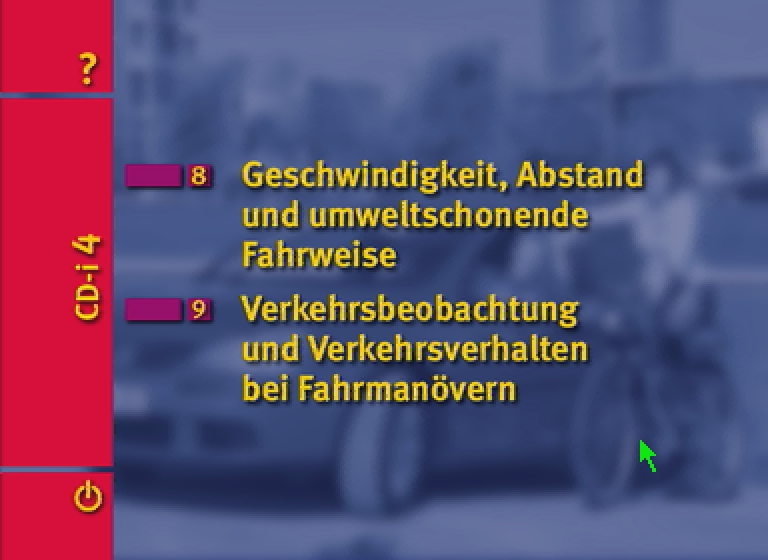 ?
CD-i 4
8 Geschwindigkeit, Abstand
und umweltschonende
Fahrweise
9 Verkehrsbeobachtung
und Verkehrsverhalten
bei Fahrmanövern